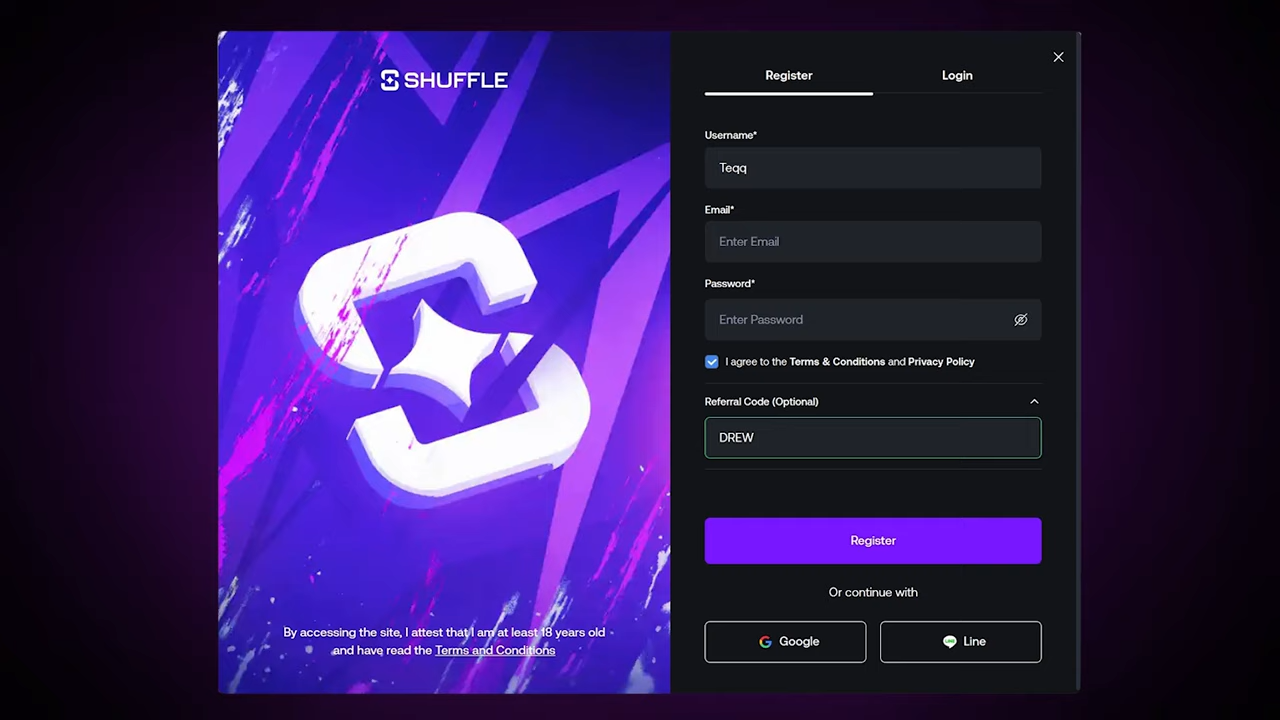 SHUFFLE
By accessing the site, I attest that I am at least 18 years old
and have read the Terms and Conditions
Register
Login
Username*
Teqq
Email*
Enter Email
Password*
Enter Password
I agree to the Terms & Conditions and Privacy Policy
Referral Code (Optional)
DREW
Register
Or continue with
Google
Line